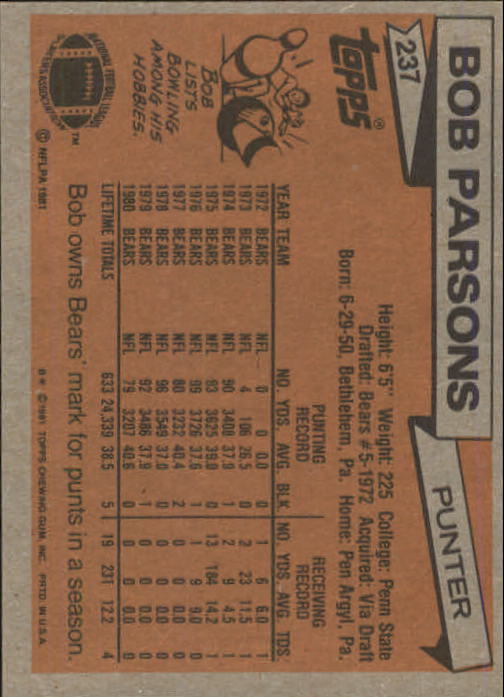 BOB PARSONS
PUNTER
237
topps®
Height: 6'5" Weight: 225 College: Penn State
Drafted: Bears #5-1972 Acquired: Via Draft
Born: 6-29-50, Bethlehem, Pa. Home: Pen Argyl, Pa.
PUNTING RECORD RECEIVING RECORD
YEAR TEAM NO. YDS. AVG. BLK NO. YDS. AVG. TDS
1972 BEARS NFL 0 0 0.0 1 6 6.0 1
1973 BEARS NFL 4 106 26.5 2 23 11.5
1974 BEARS NFL 90 3408 37.9 1 2 9 4.5 1
1975 BEARS NFL 93 3625 39.0 13 184 14.2 1
1976 BEARS NFL 99 3726 37.6 1 1 9 9.0 0
1977 BEARS NFL 80 3232 40.4 2 0 0 0.0 0
1978 BEARS NFL 96 3549 37.0 0 0 0.0 0
1979 BEARS NFL 92 3486 37.9 1 0 0 0.0 0
1980 BEARS NFL 79 3207 40.6 0 0 0.0 0
LIFETIME TOTALS 633 24,339 38.5 5 19 231 12.2 4
BOB
LISTS
BOWLING
AMONG HIS
HOBBIES.
NATIONAL FOOTBALL LEAGUE
PLAYERS ASSOCIATION
™
© NFLPA 1981
Bob owns Bears' mark for punts in a season.
© 1981 TOPPS CHEWING GUM, INC. PRTD. IN U.S.A.